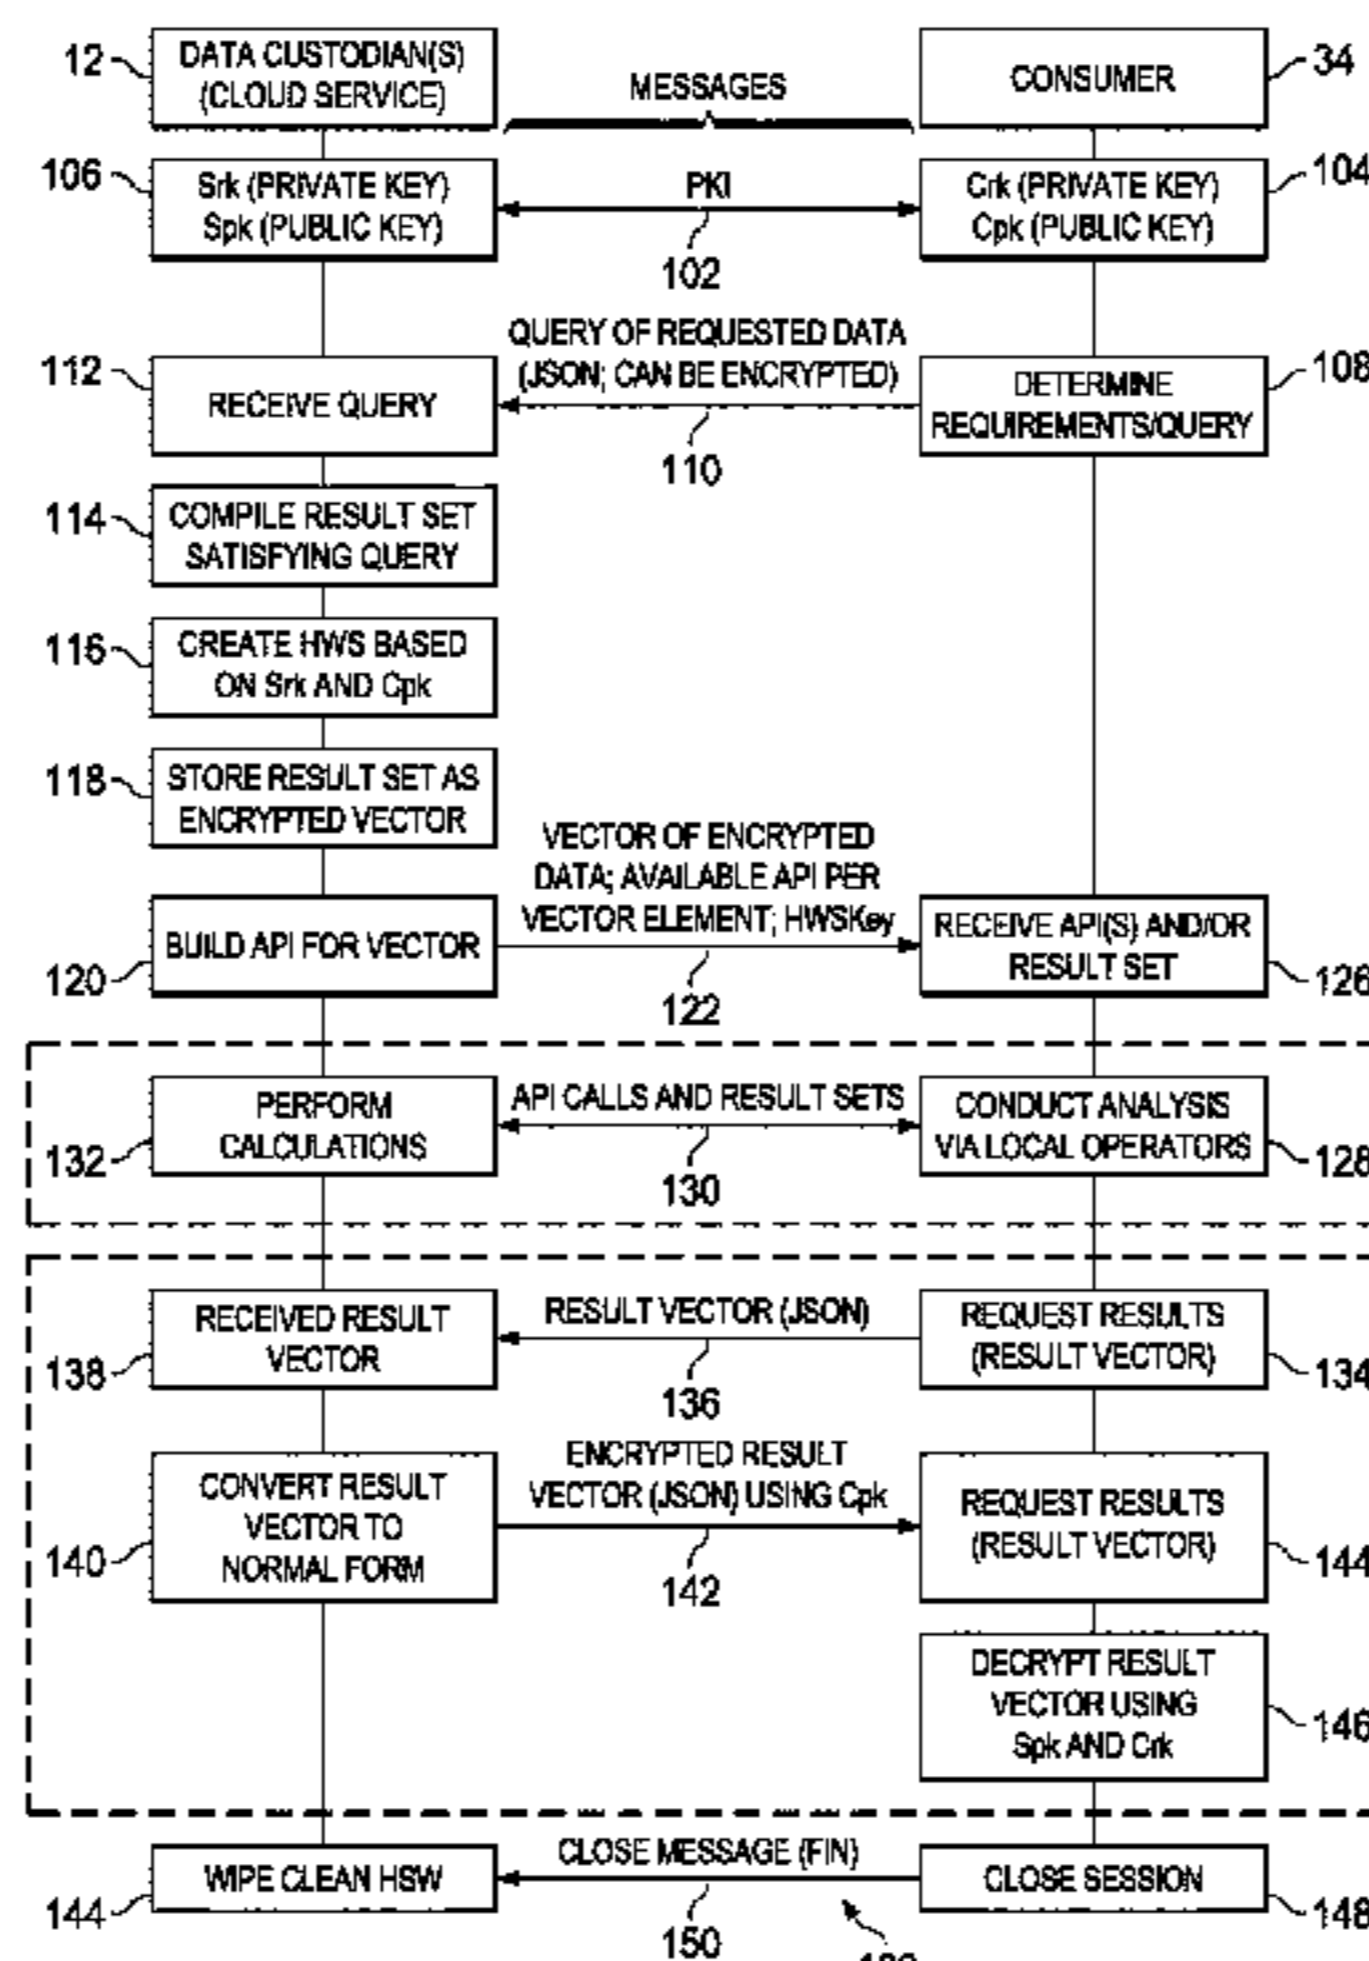 12
DATA CUSTODIAN(S)
(CLOUD SERVICE)
MESSAGES
CONSUMER
34
106
Srk (PRIVATE KEY)
Spk (PUBLIC KEY)
PKI
102
Crk (PRIVATE KEY)
Cpk (PUBLIC KEY)
104
112
RECEIVE QUERY
QUERY OF REQUESTED DATA
(JSON; CAN BE ENCRYPTED)
110
DETERMINE
REQUIREMENTS/QUERY
108
114
COMPILE RESULT SET
SATISFYING QUERY
116
CREATE HWS BASED
ON Srk AND Cpk
118
STORE RESULT SET AS
ENCRYPTED VECTOR
120
BUILD API FOR VECTOR
VECTOR OF ENCRYPTED
DATA; AVAILABLE API PER
VECTOR ELEMENT; HWSKey
122
RECEIVE API(S) AND/OR
RESULT SET
126
132
PERFORM
CALCULATIONS
API CALLS AND RESULT SETS
130
CONDUCT ANALYSIS
VIA LOCAL OPERATORS
128
138
RECEIVED RESULT
VECTOR
RESULT VECTOR (JSON)
136
REQUEST RESULTS
(RESULT VECTOR)
134
140
CONVERT RESULT
VECTOR TO
NORMAL FORM
ENCRYPTED RESULT
VECTOR (JSON) USING Cpk
142
REQUEST RESULTS
(RESULT VECTOR)
144
DECRYPT RESULT
VECTOR USING
Spk AND Crk
146
144
WIPE CLEAN HSW
CLOSE MESSAGE (FIN)
150
CLOSE SESSION
148